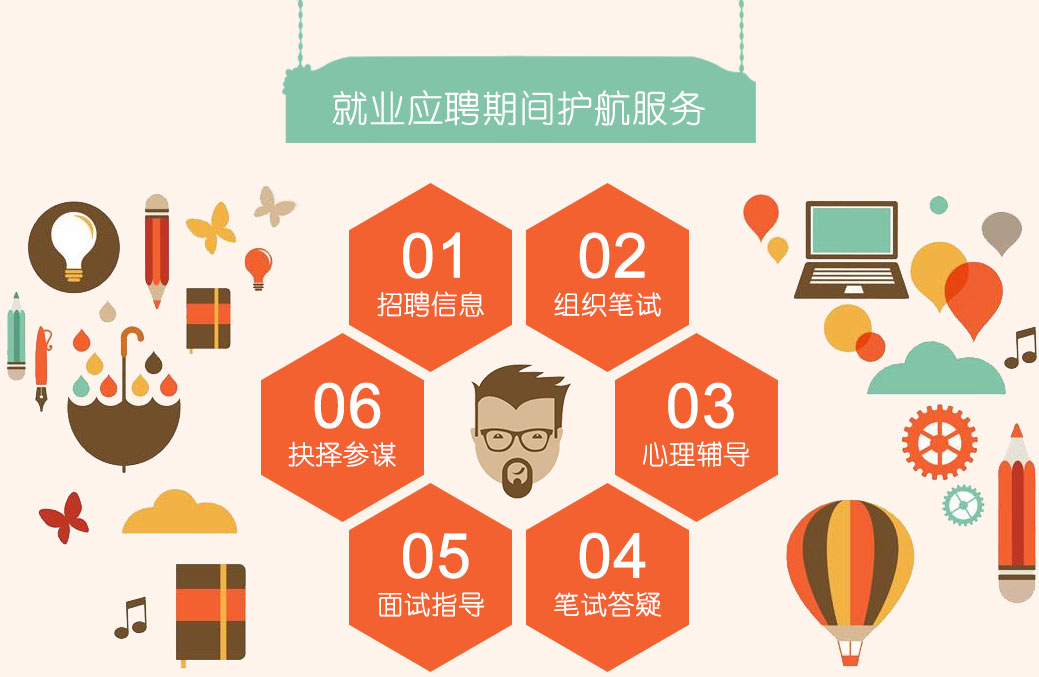 就业应聘期间护航服务
01
招聘信息
02
组织笔试
03
心理辅导
04
笔试答疑
05
面试指导
06
抉择参谋